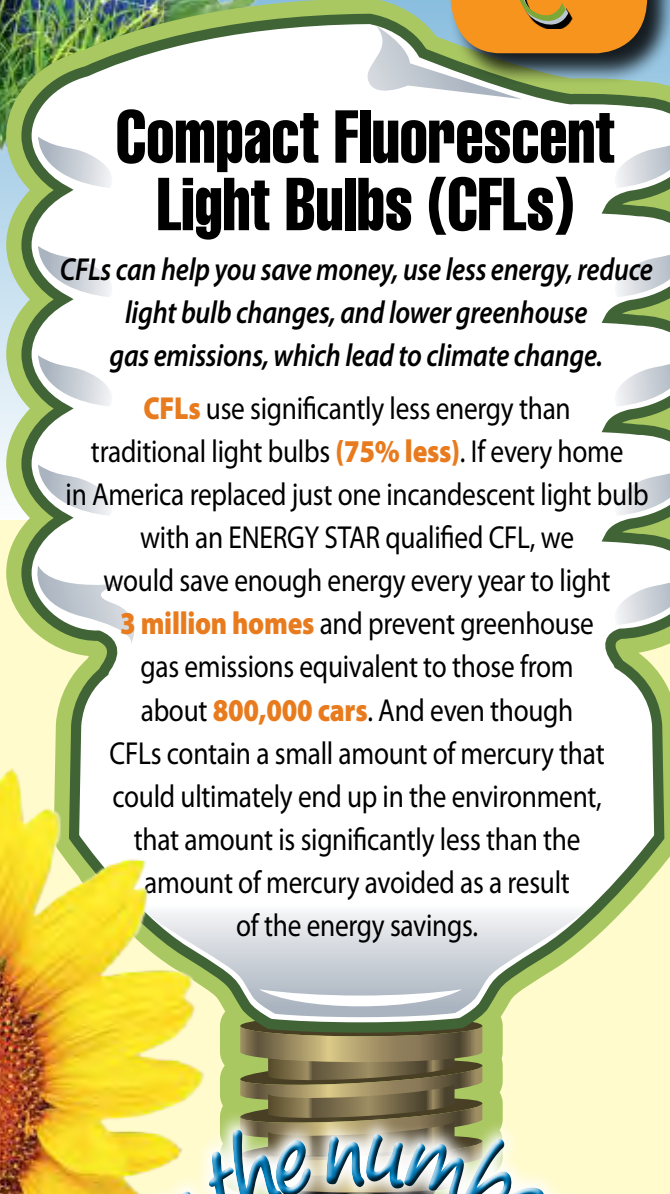 Compact Fluorescent
Light Bulbs (CFLs)
CFLs can help you save money, use less energy, reduce
light bulb changes, and lower greenhouse
gas emissions, which lead to climate change.
CFLs use significantly less energy than
traditional light bulbs (75% less). If every home
in America replaced just one incandescent light bulb
with an ENERGY STAR qualified CFL, we
would save enough energy every year to light
3 million homes and prevent greenhouse
gas emissions equivalent to those from
about 800,000 cars. And even though
CFLs contain a small amount of mercury that
could ultimately end up in the environment,
that amount is significantly less than the
amount of mercury avoided as a result
of the energy savings.
the